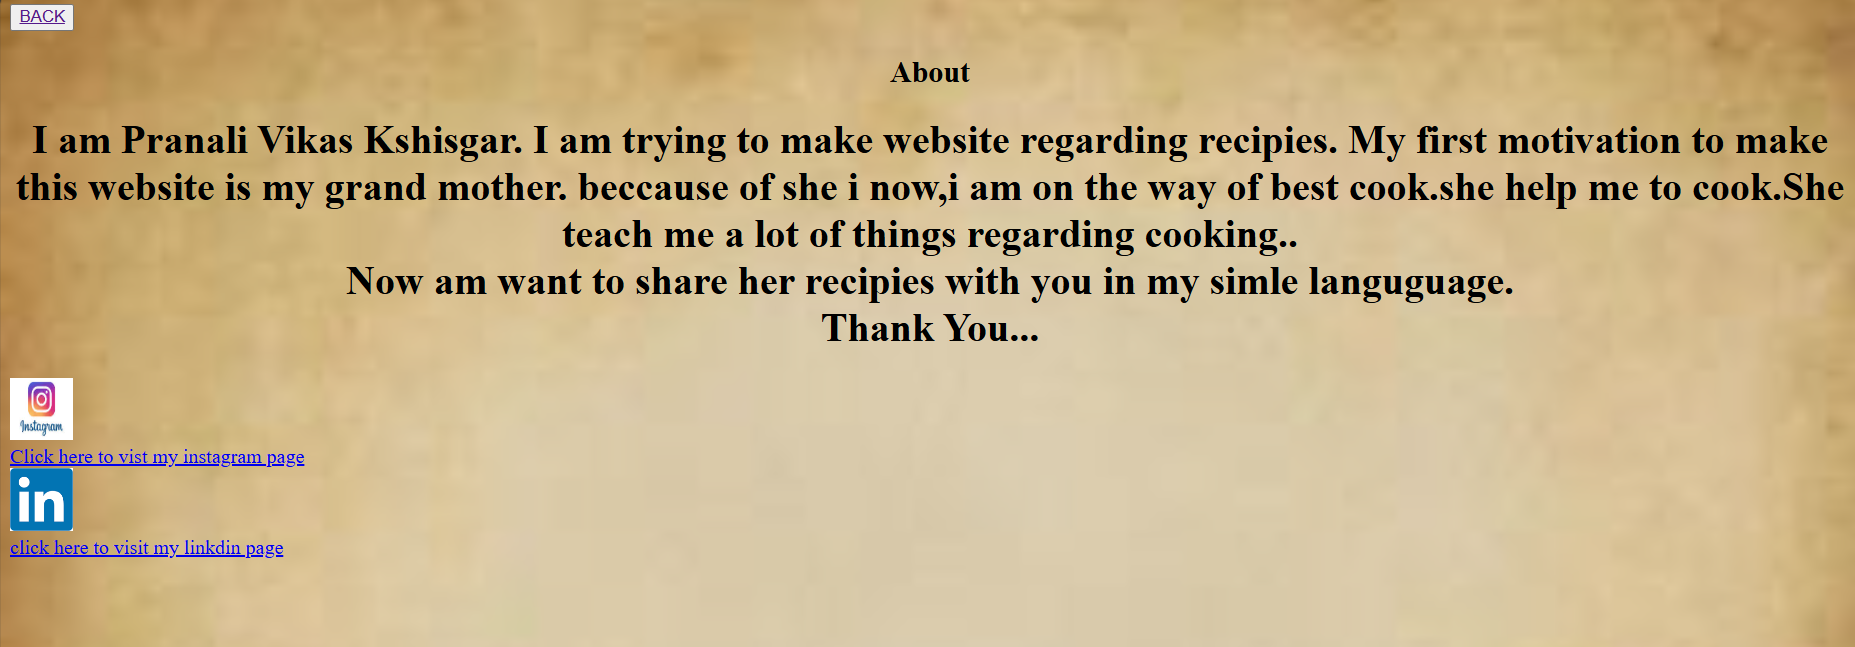 BACK
About
I am Pranali Vikas Kshisgar. I am trying to make website regarding recipies. My first motivation to make
this website is my grand mother. beccause of she i now,i am on the way of best cook.she help me to cook.She
teach me a lot of things regarding cooking..
Now am want to share her recipies with you in my simle languguage.
Thank You...
Instagram
Click here to vist my instagram page
in
click here to visit my linkdin page